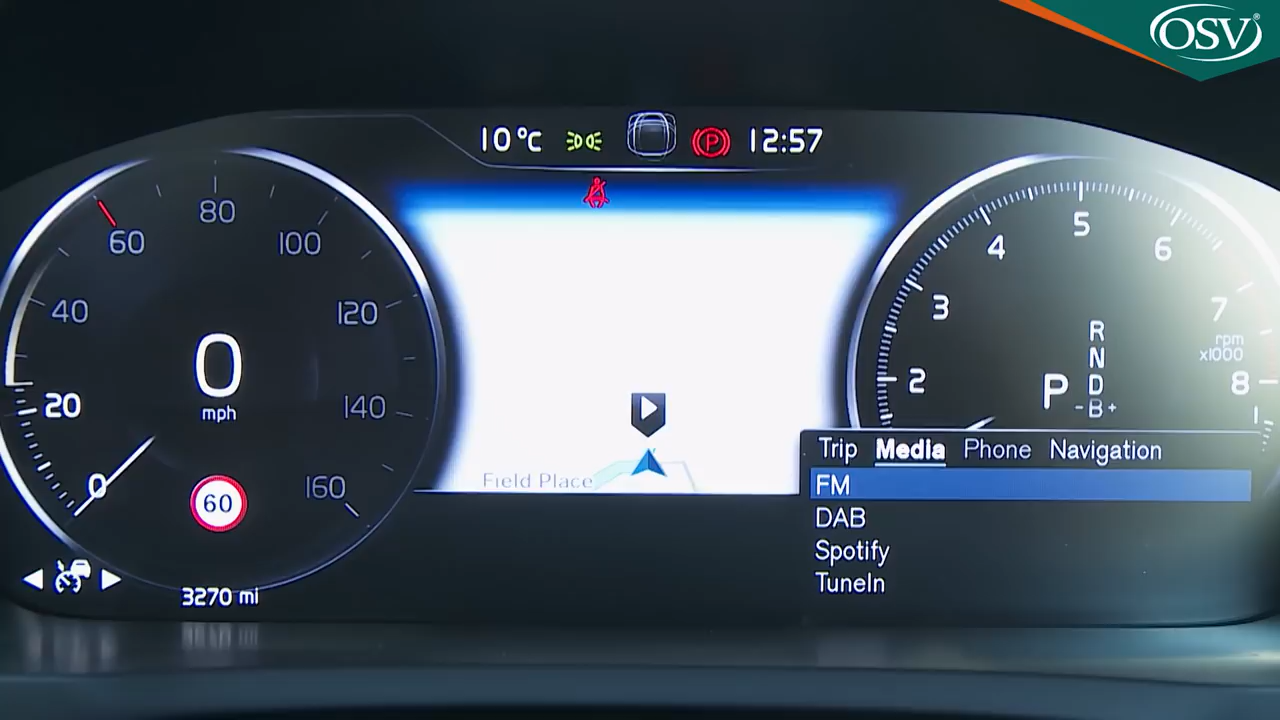 OSV®
10°C P 12:57
80
60 100
40 120
0
mph
20 140
0 60 160
3270 mi
Field Place
5
4 6
3 7
rpm
x1000
2 8
R
N
P D
-B+
1
Trip Media Phone Navigation
FM
DAB
Spotify
TuneIn